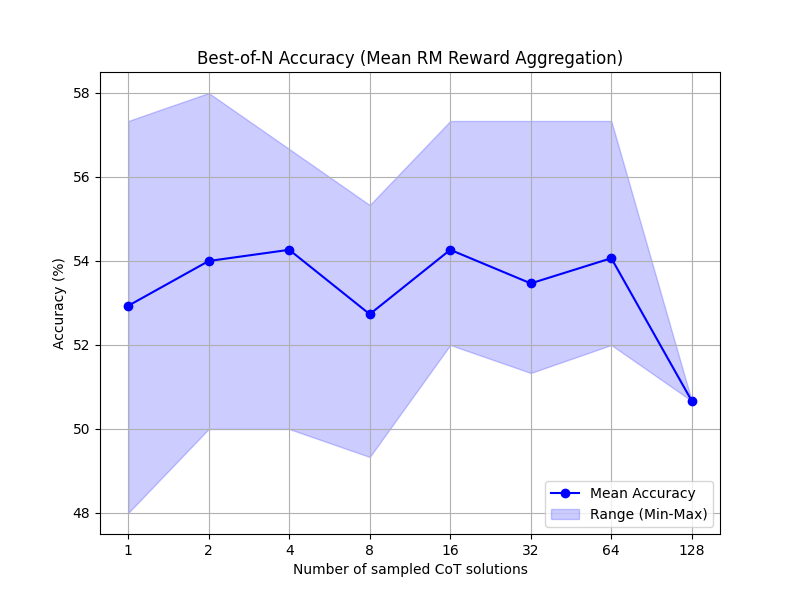 Best-of-N Accuracy (Mean RM Reward Aggregation)
Accuracy (%)
58
56
54
52
50
48
1 2 4 8 16 32 64 128
Number of sampled CoT solutions
Mean Accuracy
Range (Min-Max)